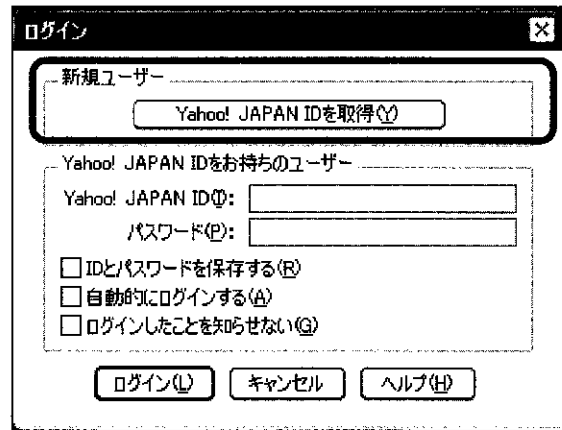 ログイン
新規ユーザー
Yahoo! JAPAN IDを取得(Y)
Yahoo! JAPAN IDをお持ちのユーザー
Yahoo! JAPAN ID(I):
パスワード(P):
IDとパスワードを保存する(R)
自動的にログインする(A)
ログインしたことを知らせない(G)
ログイン(L) キャンセル ヘルプ(H)